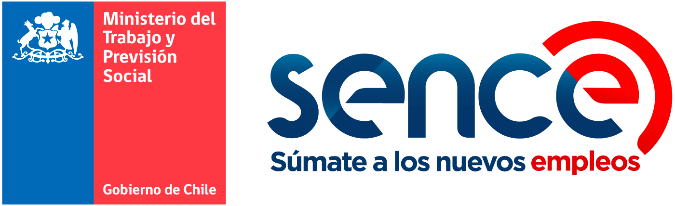 Ministerio del
Trabajo y
Previsión
Social
Gobierno de Chile
sence
Súmate a los nuevos empleos